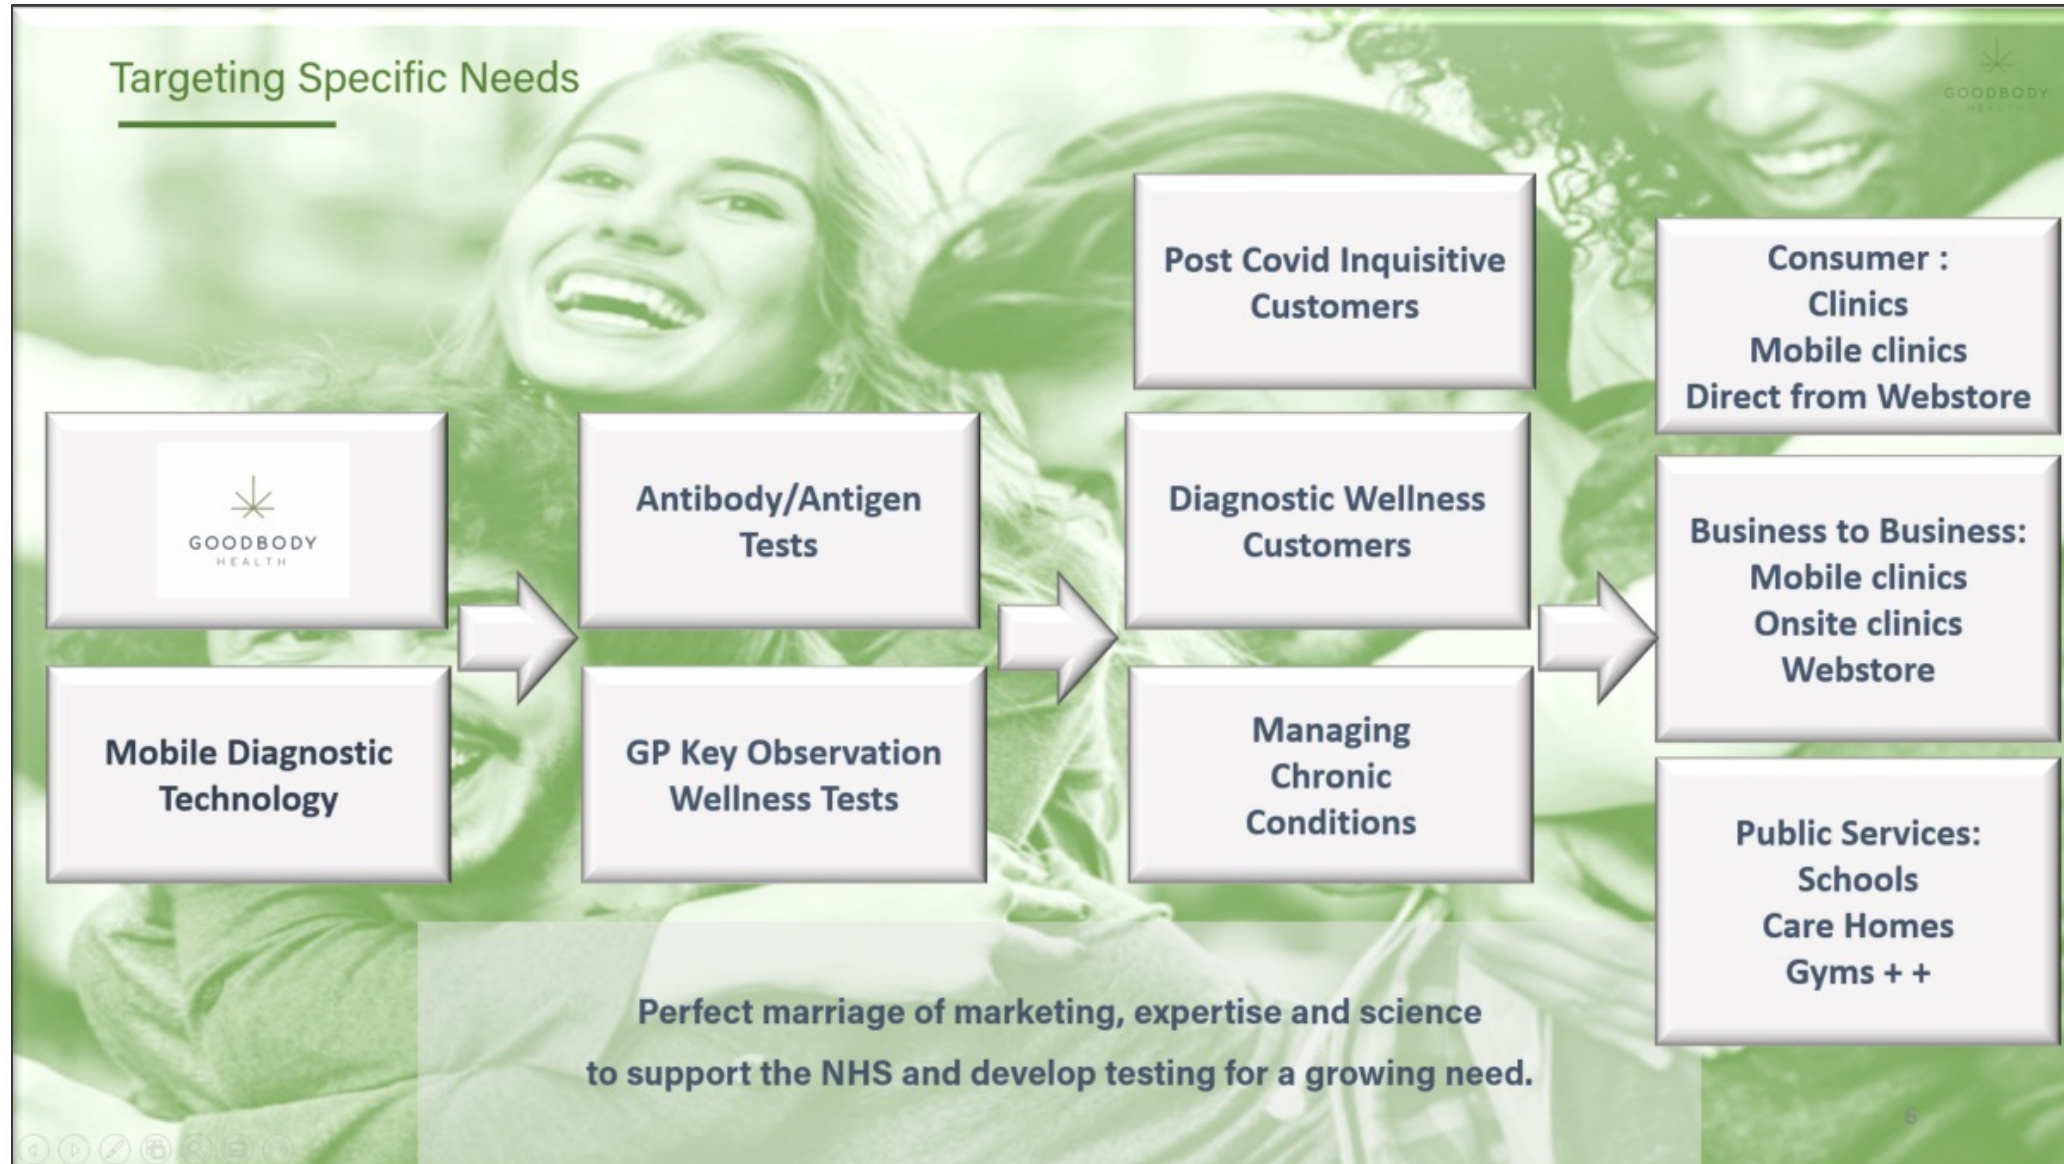 Targeting Specific Needs
GOODBODY
HEALTH
GOODBODY
HEALTH
Mobile Diagnostic
Technology
Antibody/Antigen
Tests
GP Key Observation
Wellness Tests
Post Covid Inquisitive
Customers
Diagnostic Wellness
Customers
Managing
Chronic
Conditions
Consumer :
Clinics
Mobile clinics
Direct from Webstore
Business to Business:
Mobile clinics
Onsite clinics
Webstore
Public Services:
Schools
Care Homes
Gyms + +
Perfect marriage of marketing, expertise and science
to support the NHS and develop testing for a growing need.
6